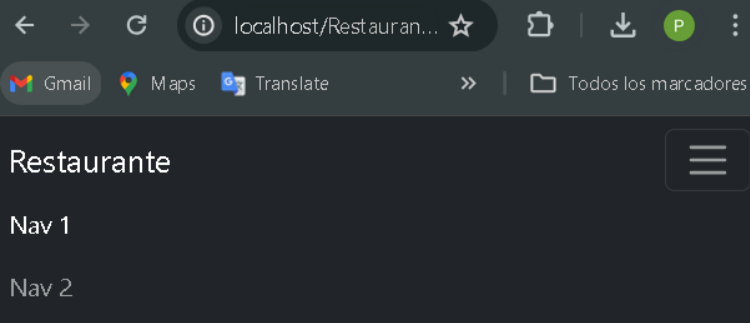 localhost/Restauran...
P
Gmail Maps Translate » Todos los marcadores
Restaurante
Nav 1
Nav 2